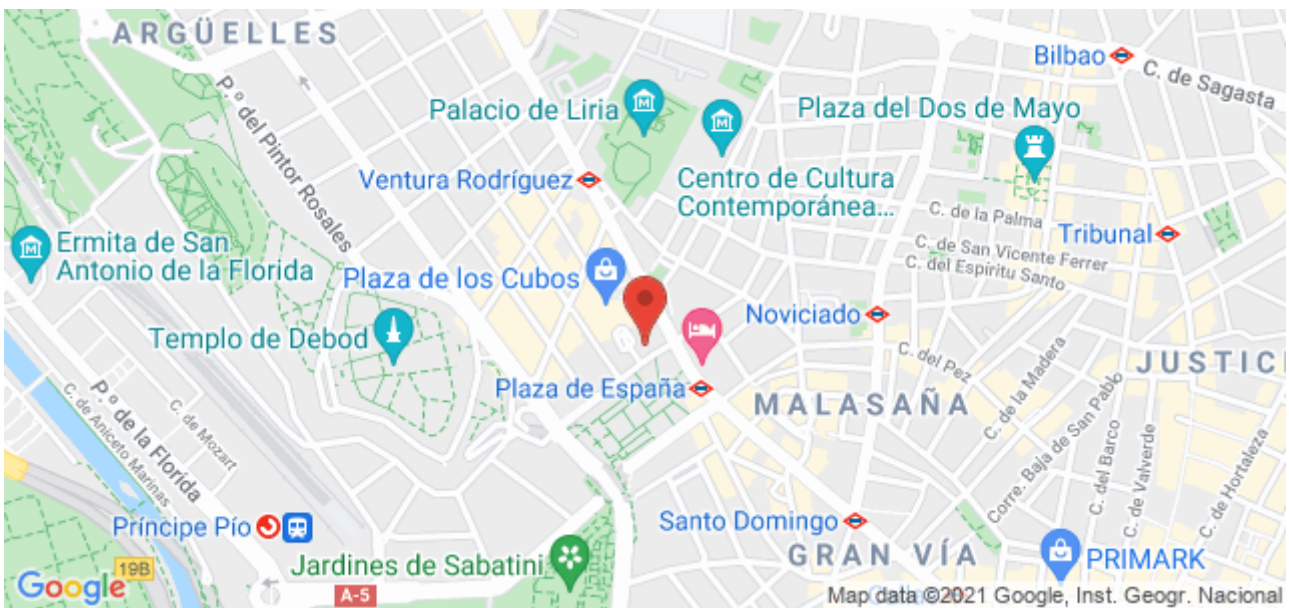 ARGÜELLES
Bilbao
C. de Sagasta
P.º del Pintor Rosales
Palacio de Liria
Plaza del Dos de Mayo
Ventura Rodríguez
Centro de Cultura
Contemporánea...
C. de la Palma
Tribunal
Ermita de San
Antonio de la Florida
C. de San Vicente Ferrer
C. del Espíritu Santo
Plaza de los Cubos
Noviciado
Templo de Debod
C. del Pez
C. de la Madera
JUSTICI
Plaza de España
MALASAÑA
P.º de la Florida
C. de Aniceto Marinas
C. de Mozart
Corre. Baja de San Pablo
C. del Barco
C. de Valverde
C. de Hortaleza
Príncipe Pío
Santo Domingo
GRAN VÍA
PRIMARK
Jardines de Sabatini
19B
A-5
Google
Map data ©2021 Google, Inst. Geogr. Nacional